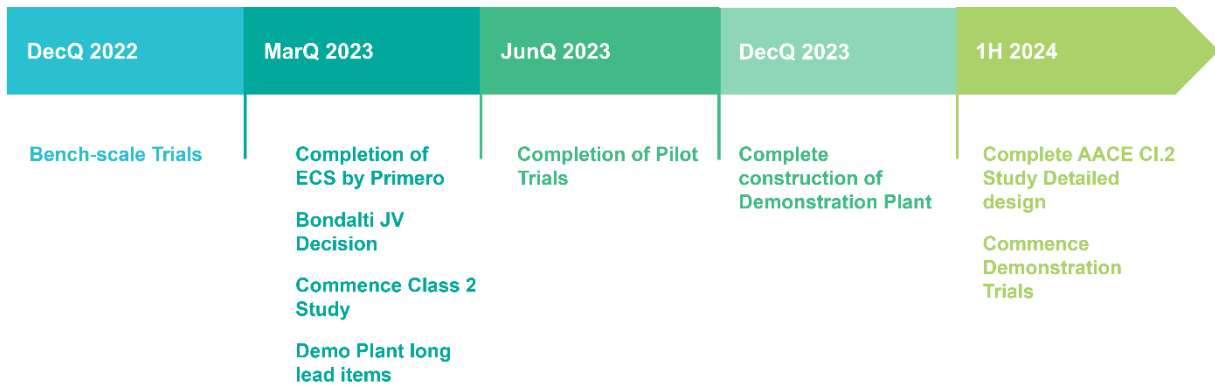 DecQ 2022
MarQ 2023
JunQ 2023
DecQ 2023
1H 2024
Bench-scale Trials
Completion of
ECS by Primero
Bondalti JV
Decision
Commence Class 2
Study
Demo Plant long
lead items
Completion of Pilot
Trials
Complete
construction of
Demonstration Plant
Complete AACE Cl.2
Study Detailed
design
Commence
Demonstration
Trials